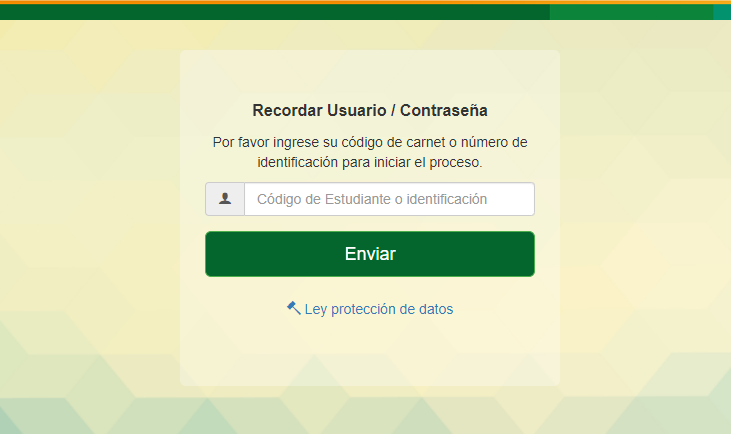 Recordar Usuario / Contraseña
Por favor ingrese su código de carnet o número de
identificación para iniciar el proceso.
Código de Estudiante o identificación
Enviar
Ley protección de datos